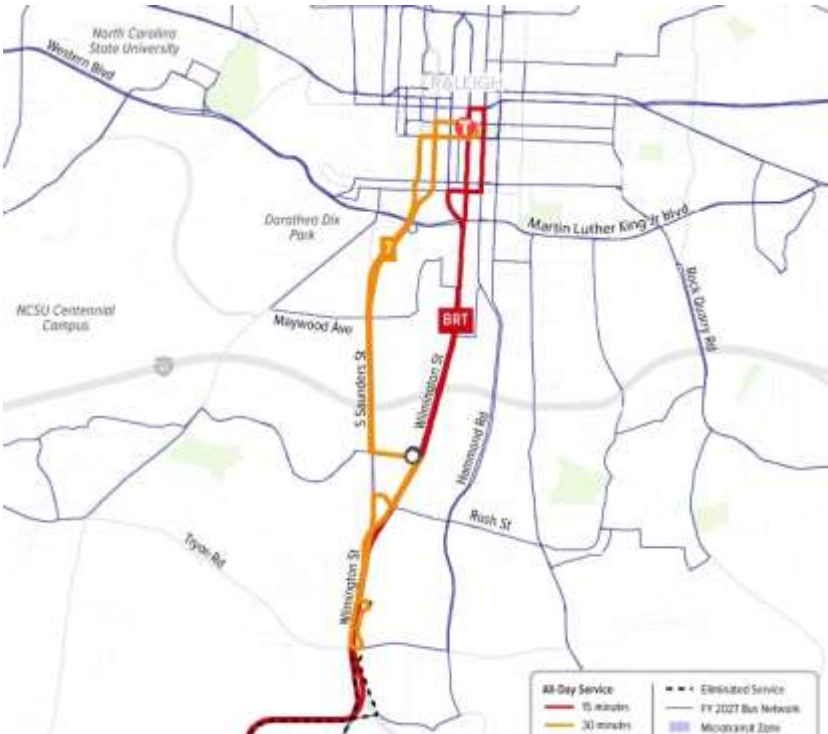 North Carolina
State University
Western Blvd
RALEIGH
T
Dorothea Dix
Park
Martin Luther King Jr Blvd
7
NCSU Centennial
Campus
Maywood Ave
BRT
Rock Quarry Rd
S Saunders St
Wilmington St
Hammond Rd
Rush St
Tryon Rd
Wilmington St
All-Day Service
15 minutes
30 minutes
Eliminated Service
FY 2027 Bus Network
Microtransit Zone